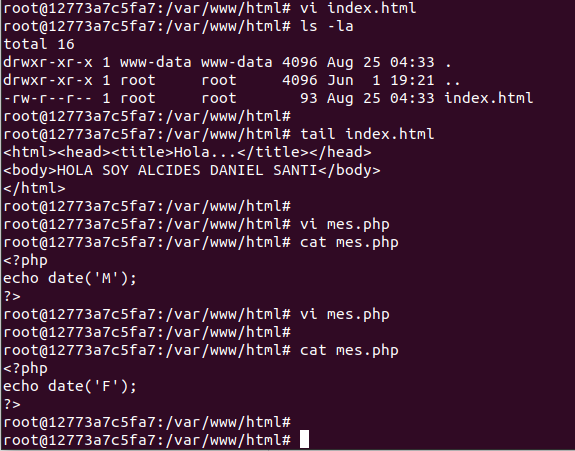 root@12773a7c5fa7:/var/www/html# vi index.html
root@12773a7c5fa7:/var/www/html# ls -la
total 16
drwxr-xr-x 1 www-data www-data 4096 Aug 25 04:33 .
drwxr-xr-x 1 root     root     4096 Jun  1 19:21 ..
-rw-r--r-- 1 root     root       93 Aug 25 04:33 index.html
root@12773a7c5fa7:/var/www/html#
root@12773a7c5fa7:/var/www/html# tail index.html
<html><head><title>Hola...</title></head>
<body>HOLA SOY ALCIDES DANIEL SANTI</body>
</html>
root@12773a7c5fa7:/var/www/html#
root@12773a7c5fa7:/var/www/html# vi mes.php
root@12773a7c5fa7:/var/www/html# cat mes.php
<?php
echo date('M');
?>
root@12773a7c5fa7:/var/www/html# vi mes.php
root@12773a7c5fa7:/var/www/html#
root@12773a7c5fa7:/var/www/html# cat mes.php
<?php
echo date('F');
?>
root@12773a7c5fa7:/var/www/html#
root@12773a7c5fa7:/var/www/html#